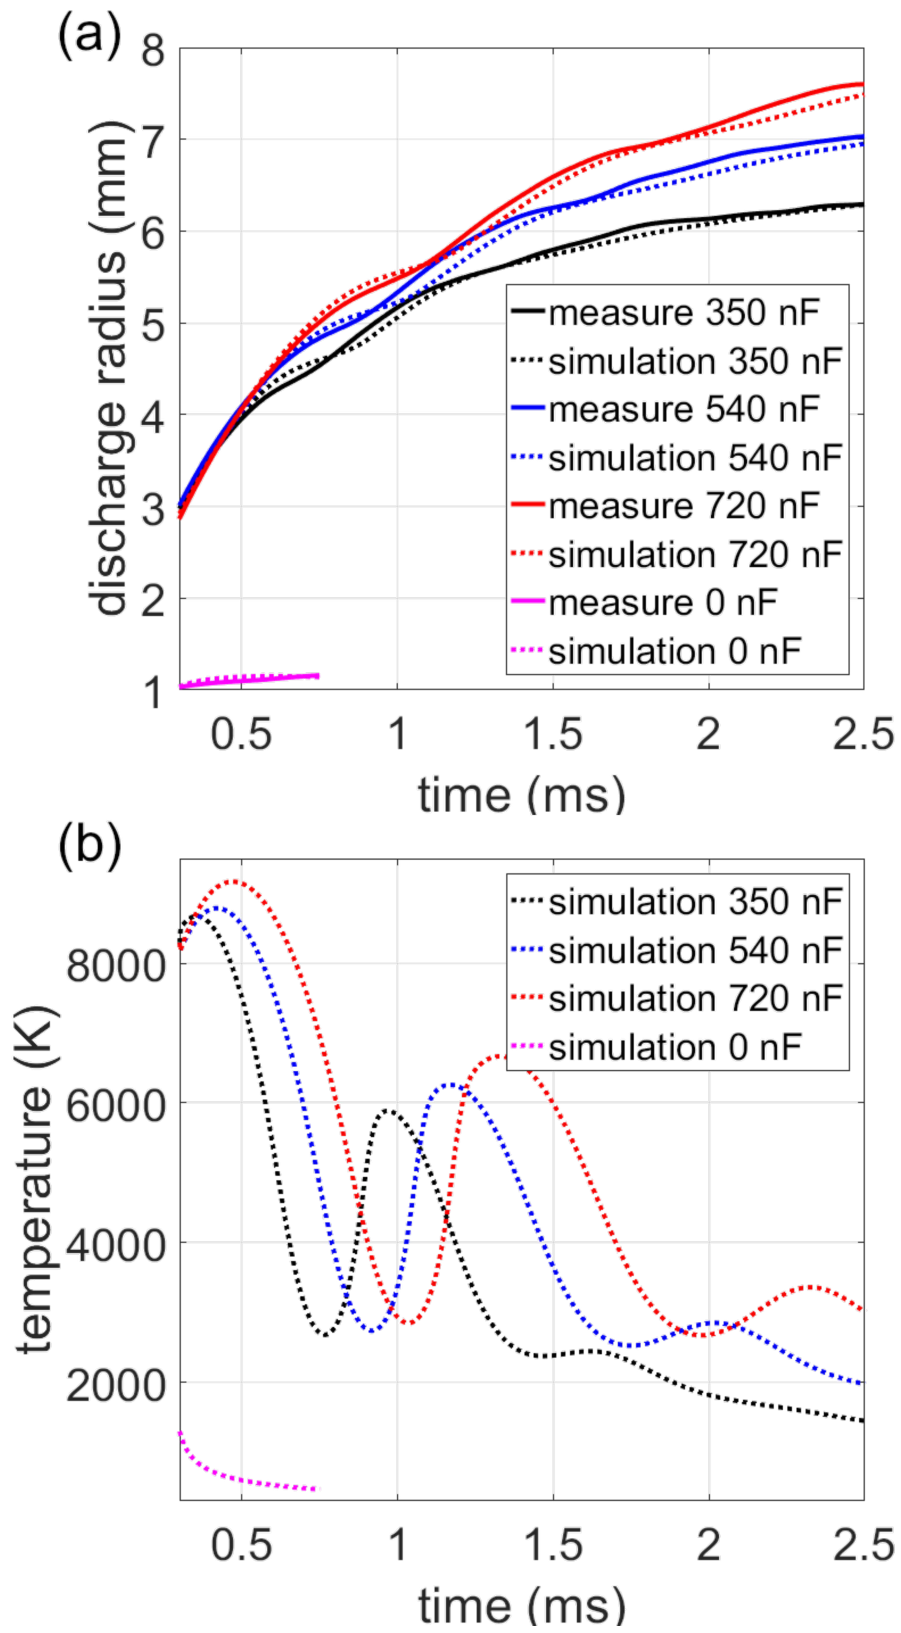 (a)
8
7
6
5
4
3
2
1
discharge radius (mm)
measure 350 nF
simulation 350 nF
measure 540 nF
simulation 540 nF
measure 720 nF
simulation 720 nF
measure 0 nF
simulation 0 nF
0.5 1 1.5 2 2.5
time (ms)
(b)
8000
6000
4000
2000
temperature (K)
simulation 350 nF
simulation 540 nF
simulation 720 nF
simulation 0 nF
0.5 1 1.5 2 2.5
time (ms)